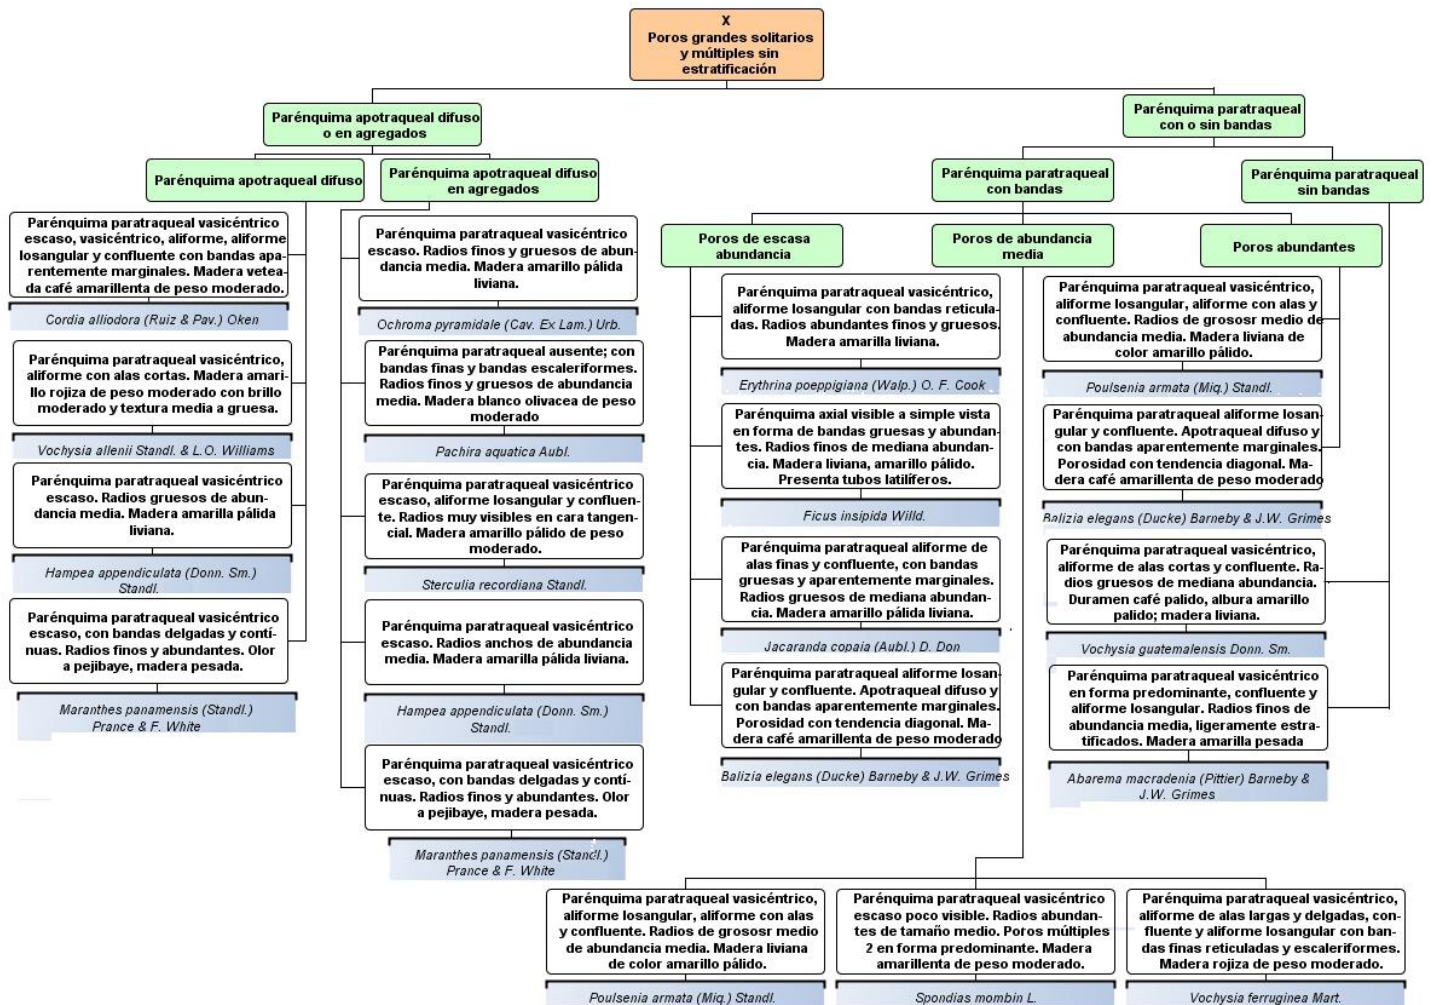 X
Poros grandes solitarios
y múltiples sin
estratificación
Parénquima apotraqueal difuso
o en agregados
Parénquima paratraqueal
con o sin bandas
Parénquima apotraqueal difuso
Parénquima apotraqueal difuso
en agregados
Parénquima paratraqueal
con bandas
Parénquima paratraqueal
sin bandas
Parénquima paratraqueal vasicéntrico
escaso, vasicéntrico, aliforme, aliforme
losangular y confluente con bandas apa-
rentemente marginales. Madera vetea-
da café amarillenta de peso moderado.
Cordia alliodora (Ruiz & Pav.) Oken
Parénquima paratraqueal vasicéntrico,
aliforme con alas cortas. Madera amari-
llo rojiza de peso moderado con brillo
moderado y textura media a gruesa.
Vochysia allenii Standl. & L.O. Williams
Parénquima paratraqueal vasicéntrico
escaso. Radios gruesos de abun-
dancia media. Madera amarilla pálida
liviana.
Hampea appendiculata (Donn. Sm.)
Standl.
Parénquima paratraqueal vasicéntrico
escaso, con bandas delgadas y contí-
nuas. Radios finos y abundantes. Olor
a pejibaye, madera pesada.
Maranthes panamensis (Standl.)
Prance & F. White
Parénquima paratraqueal vasicéntrico
escaso. Radios finos y gruesos de abun-
dancia media. Madera amarillo pálida
liviana.
Ochroma pyramidale (Cav. Ex Lam.) Urb.
Parénquima paratraqueal ausente; con
bandas finas y bandas escaleriformes.
Radios finos y gruesos de abundancia
media. Madera blanco olivacea de peso
moderado
Pachira aquatica Aubl.
Parénquima paratraqueal vasicéntrico
escaso, aliforme losangular y confluen-
te. Radios muy visibles en cara tangen-
cial. Madera amarillo pálido de peso
moderado.
Sterculia recordiana Standl.
Parénquima paratraqueal vasicéntrico
escaso. Radios anchos de abundancia
media. Madera amarilla pálida liviana.
Hampea appendiculata (Donn. Sm.)
Standl.
Parénquima paratraqueal vasicéntrico
escaso, con bandas delgadas y contí-
nuas. Radios finos y abundantes. Olor
a pejibaye, madera pesada.
Maranthes panamensis (Standl.)
Prance & F. White
Poros de escasa
abundancia
Poros de abundancia
media
Poros abundantes
Parénquima paratraqueal vasicéntrico,
aliforme losangular con bandas reticula-
das. Radios abundantes finos y gruesos.
Madera amarilla liviana.
Erythrina poeppigiana (Walp.) O. F. Cook
Parénquima axial visible a simple vista
en forma de bandas gruesas y abundan-
tes. Radios finos de mediana abundan-
cia. Madera liviana, amarillo pálido.
Presenta tubos latilíferos.
Ficus insipida Willd.
Parénquima paratraqueal aliforme de
alas finas y confluente, con bandas
gruesas y aparentemente marginales.
Radios gruesos de mediana abundan-
cia. Madera amarillo pálida liviana.
Jacaranda copaia (Aubl.) D. Don
Parénquima paratraqueal aliforme losan-
gular y confluente. Apotraqueal difuso y
con bandas aparentemente marginales.
Porosidad con tendencia diagonal. Ma-
dera café amarillenta de peso moderado
Balizia elegans (Ducke) Barneby & J.W. Grimes
Parénquima paratraqueal vasicéntrico,
aliforme losangular, aliforme con alas y
confluente. Radios de grososr medio de
abundancia media. Madera liviana de
color amarillo pálido.
Poulsenia armata (Miq.) Standl.
Parénquima paratraqueal aliforme losan-
gular y confluente. Apotraqueal difuso y
con bandas aparentemente marginales.
Porosidad con tendencia diagonal. Ma-
dera café amarillenta de peso moderado
Balizia elegans (Ducke) Barneby & J.W. Grimes
Parénquima paratraqueal vasicéntrico,
aliforme de alas cortas y confluente. Ra-
dios gruesos de mediana abundancia.
Duramen café palido, albura amarillo
palido; madera liviana.
Vochysia guatemalensis Donn. Sm.
Parénquima paratraqueal vasicéntrico
en forma predominante, confluente y
aliforme losangular. Radios finos de
abundancia media, ligeramente estra-
tificados. Madera amarilla pesada
Abarema macradenia (Pittier) Barneby &
J.W. Grimes
Parénquima paratraqueal vasicéntrico,
aliforme losangular, aliforme con alas
y confluente. Radios de grososr medio
de abundancia media. Madera liviana
de color amarillo pálido.
Poulsenia armata (Miq.) Standl.
Parénquima paratraqueal vasicéntrico
escaso poco visible. Radios abundan-
tes de tamaño medio. Poros múltiples
2 en forma predominante. Madera
amarillenta de peso moderado.
Spondias mombin L.
Parénquima paratraqueal vasicéntrico,
aliforme de alas largas y delgadas, con-
fluente y aliforme losangular con ban-
das finas reticuladas y escaleriformes.
Madera rojiza de peso moderado.
Vochysia ferruginea Mart.